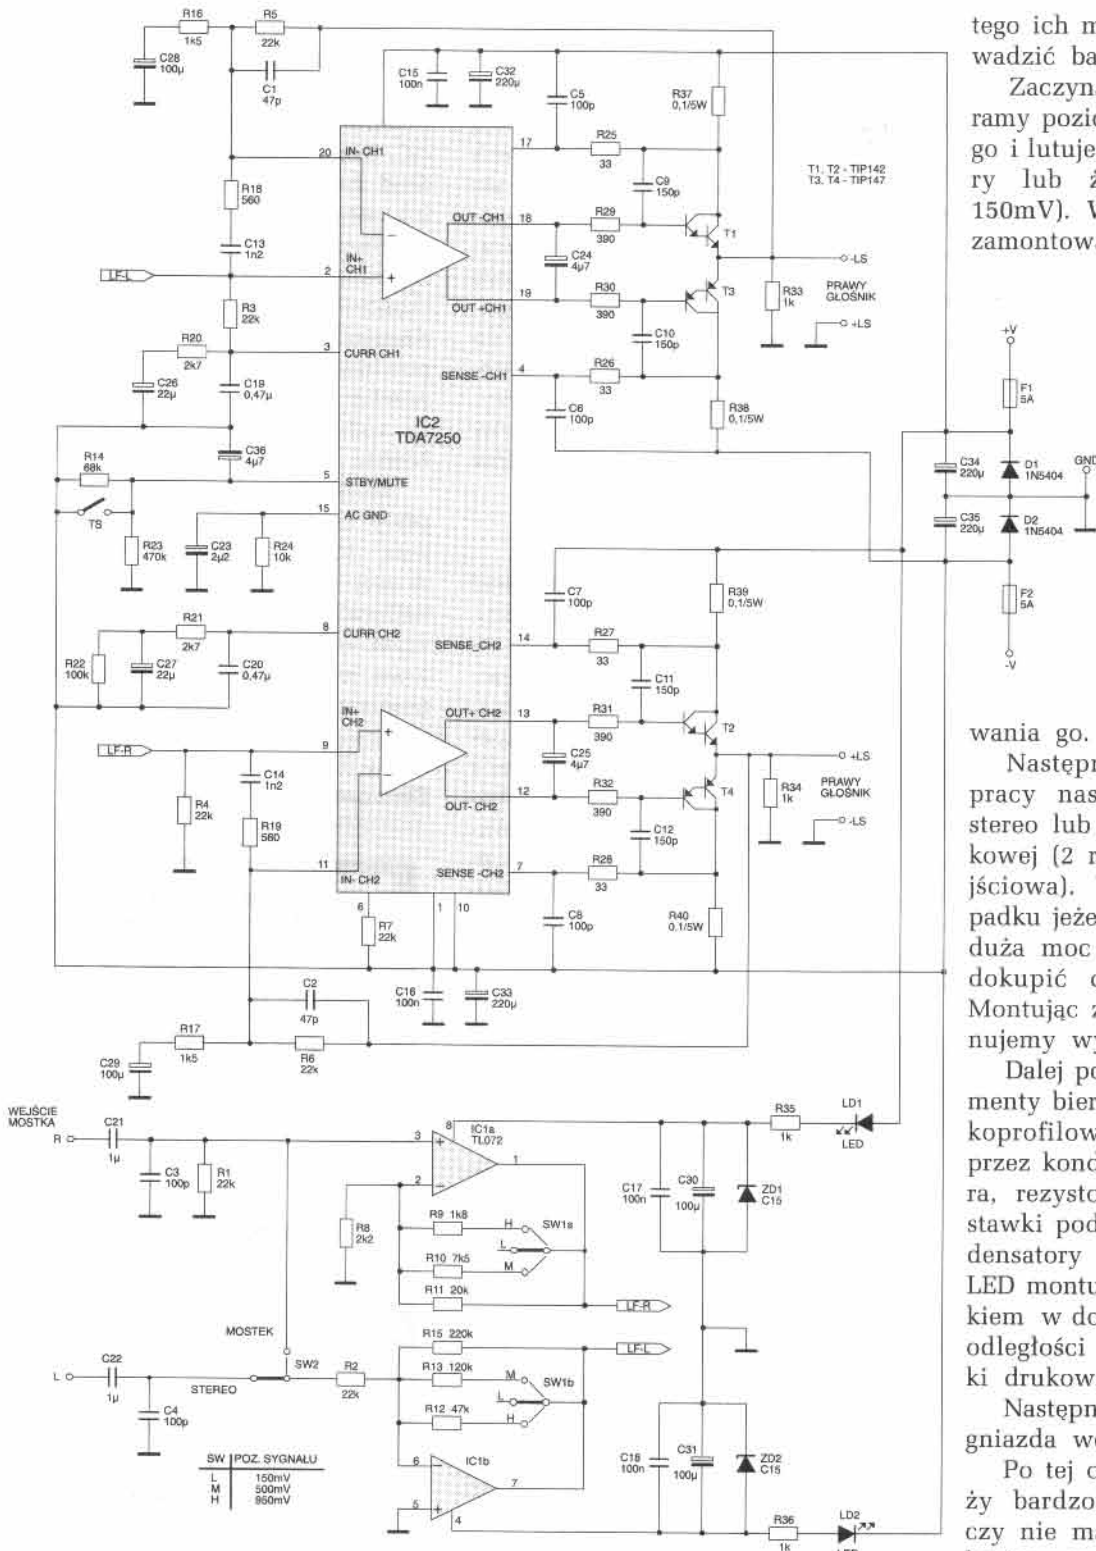 R16
1k5
R5
22k
C28
100µ
C1
47p
C15
100n
C32
220µ
C5
100p
R37
0,1/5W
17
R25
33
20
IN- CH1
C9
150p
T1, T2 - TIP142
T3, T4 - TIP147
R18
560
OUT -CH1
18
R29
390
T1
C13
1n2
IN+
CH1
C24
4µ7
LF-L
2
-LS
R3
22k
OUT +CH1
19
R30
390
T3
R33
1k
PRAWY
GŁOŚNIK
+LS
R20
2k7
3
CURR CH1
C10
150p
C26
22µ
C19
0,47µ
SENSE -CH1
4
R26
33
C6
100p
R38
0,1/5W
IC2
TDA7250
+V
F1
5A
C36
4µ7
R14
68k
5
STBY/MUTE
TS
15
AC GND
R23
470k
C23
2µ2
R24
10k
C34
220µ
D1
1N5404
GND
C35
220µ
D2
1N5404
F2
5A
-V
C7
100p
R39
0,1/5W
R21
2k7
8
CURR CH2
SENSE_CH2
14
R27
33
R22
100k
C27
22µ
C20
0,47µ
C11
150p
IN+
CH2
OUT+ CH2
13
R31
390
T2
LF-R
9
C25
4µ7
+LS
C14
1n2
R4
22k
R19
560
OUT- CH2
12
R32
390
T4
R34
1k
PRAWY
GŁOŚNIK
-LS
C12
150p
11
IN- CH2
SENSE -CH2
7
R28
33
6
1
10
R7
22k
C8
100p
R40
0,1/5W
C2
47p
C16
100n
C33
220µ
R17
1k5
R6
22k
C29
100µ
WEJŚCIE
MOSTKA
R
C21
1µ
C3
100p
R1
22k
3
8
IC1a
TL072
1
2
R35
1k
LD1
LED
R8
2k2
R9 1k8
H
SW1a
L
R10 7k5
M
R11 20k
LF-R
C17
100n
C30
100µ
ZD1
C15
MOSTEK
R15 220k
LF-L
L
C22
1µ
STEREO
SW2
R2
22k
R13 120k
M
SW1b
L
R12 47k
H
C4
100p
C18
100n
C31
100µ
ZD2
C15
6
IC1b
7
5
4
SW POZ. SYGNAŁU
L 150mV
M 500mV
H 950mV
R36
1k
LD2
tego ich m
wadzić ba
Zaczyna
ramy pozio
go i lutuje
ry lub ż
150mV). W
zamontowa
wania go.
Następn
pracy nas
stereo lub
kowej (2 r
jściowa).
padku jeże
duża moc
dokupić d
Montując z
nujemy wy
Dalej po
menty bier
koprofilow
przez kond
ra, rezysto
stawki pod
densatory
LED montu
kiem w do
odległości
ki drukow
Następn
gniazda we
Po tej o
ży bardzo
czy nie ma